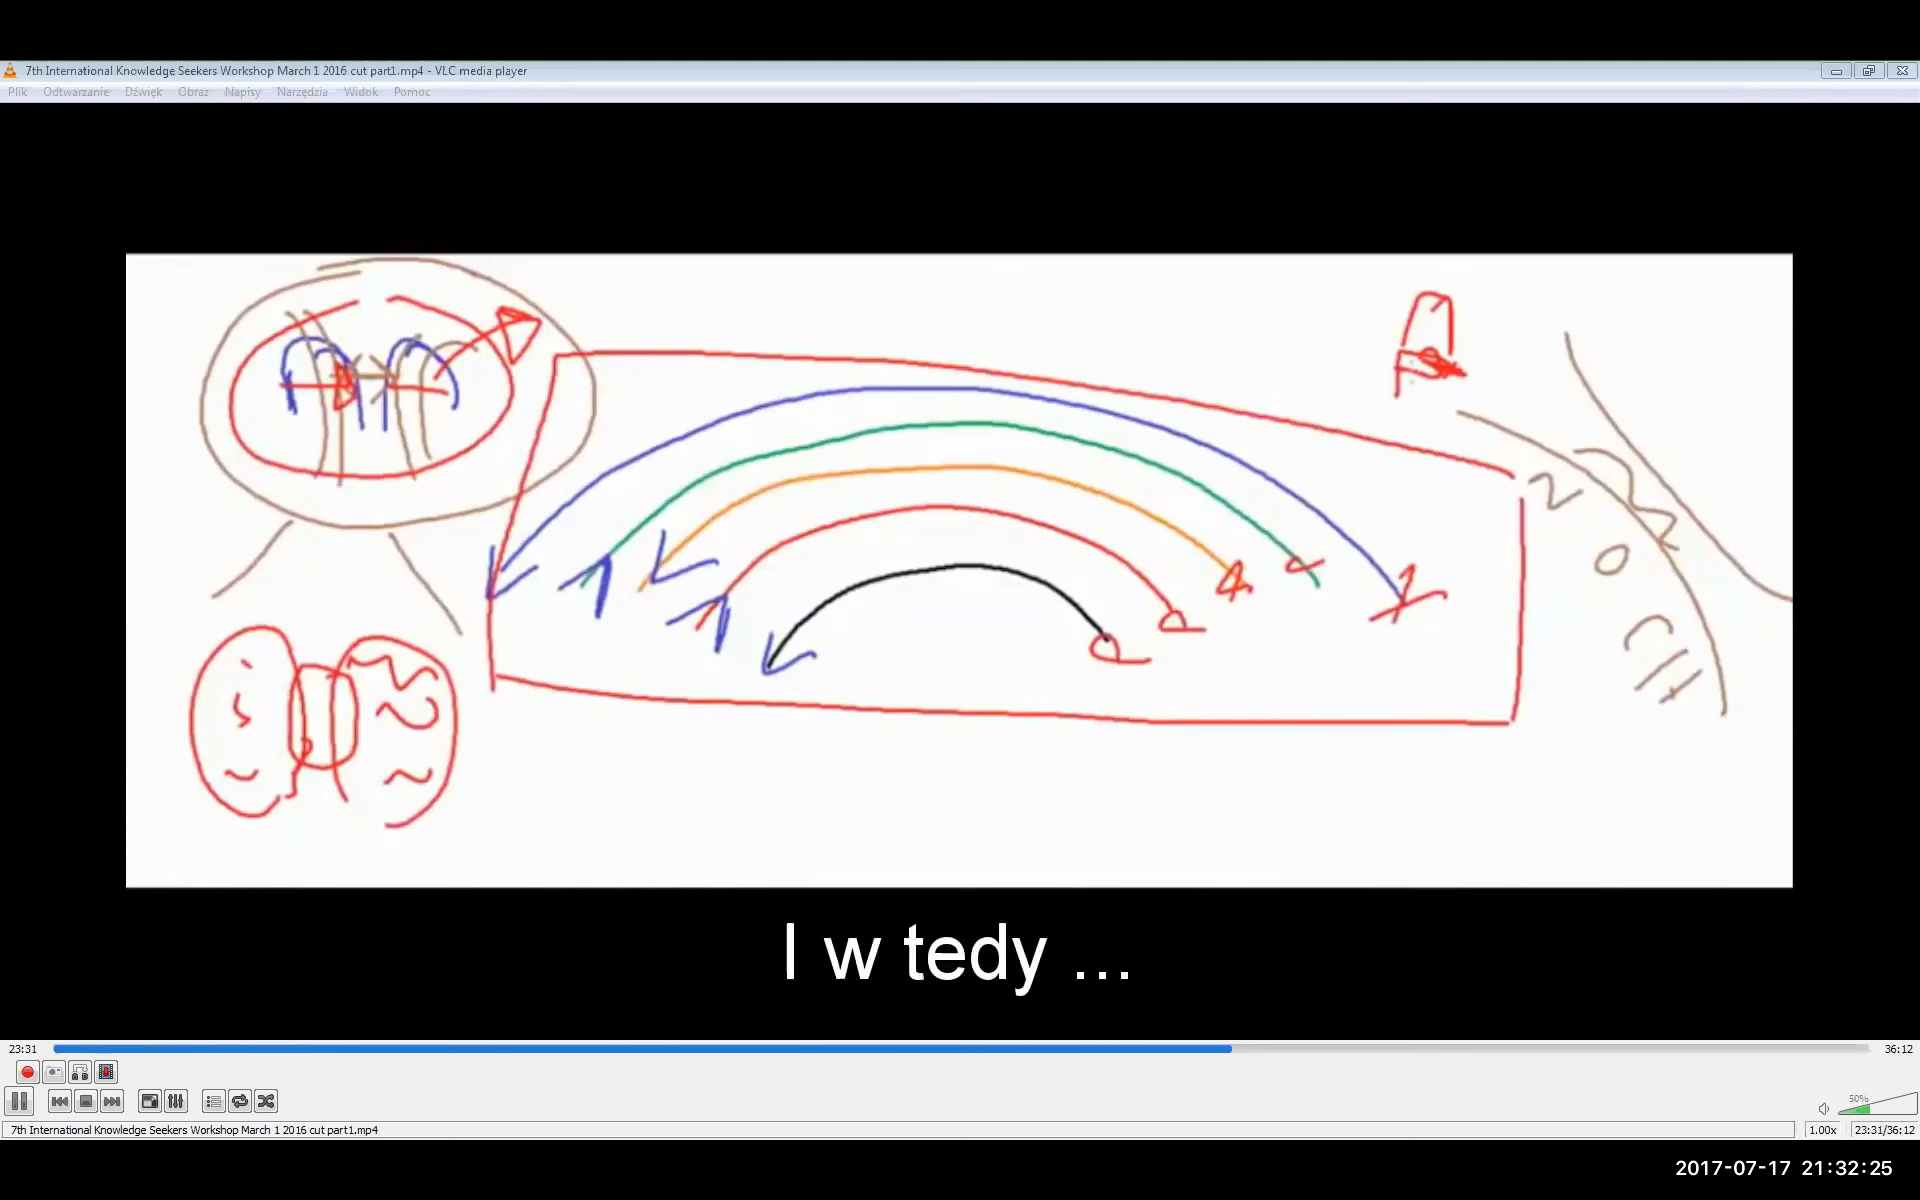 7th International Knowledge Seekers Workshop March 1 2016 cut part1.mp4 - VLC media player
Plik Odtwarzanie Dźwięk Obraz Napisy Narzędzia Widok Pomoc
I w tedy ...
23:31 36:12
50%
7th International Knowledge Seekers Workshop March 1 2016 cut part1.mp4 1.00x 23:31/36:12
2017-07-17 21:32:25